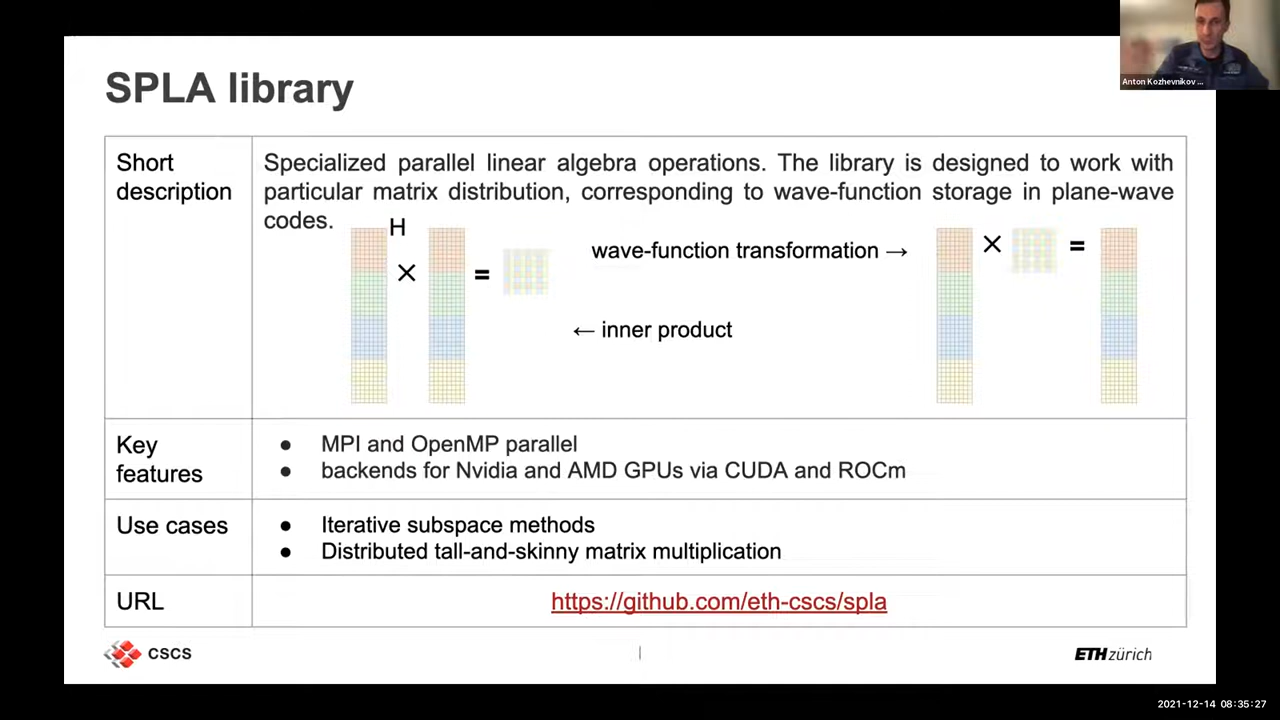 Anton Kozhevnikov ...
SPLA library
Short
description
Specialized parallel linear algebra operations. The library is designed to work with
particular matrix distribution, corresponding to wave-function storage in plane-wave
codes.
H
× = wave-function transformation → × =
← inner product
Key
features
● MPI and OpenMP parallel
● backends for Nvidia and AMD GPUs via CUDA and ROCm
Use cases
● Iterative subspace methods
● Distributed tall-and-skinny matrix multiplication
URL
https://github.com/eth-cscs/spla
CSCS
|
ETH zürich
2021-12-14 08:35:27